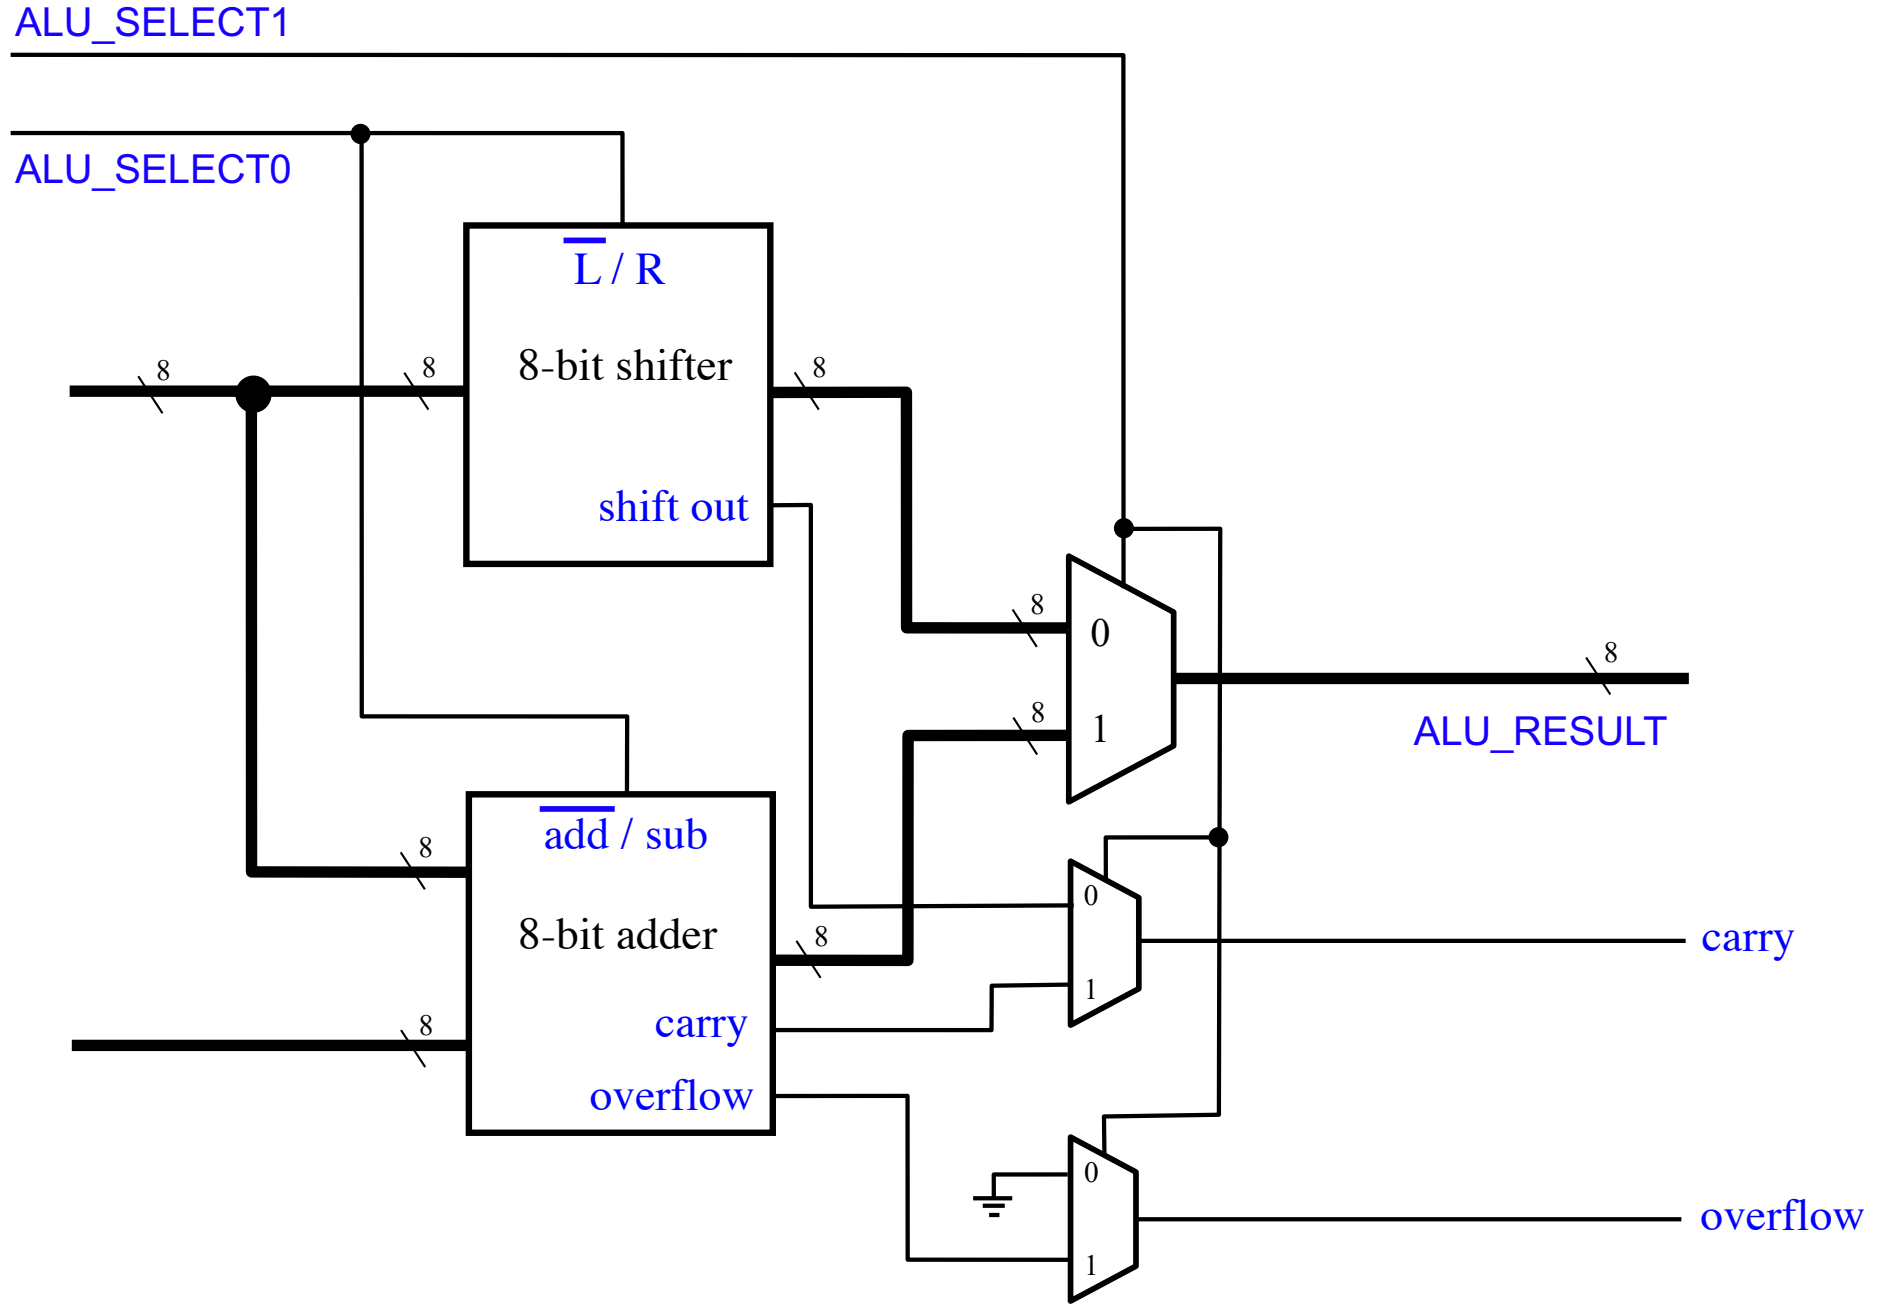 ALU_SELECT1
ALU_SELECT0
L / R
8
8
8-bit shifter
8
shift out
8
0
8
ALU_RESULT
8
1
add / sub
8
8-bit adder
8
carry
8
overflow
0
1
carry
0
1
overflow